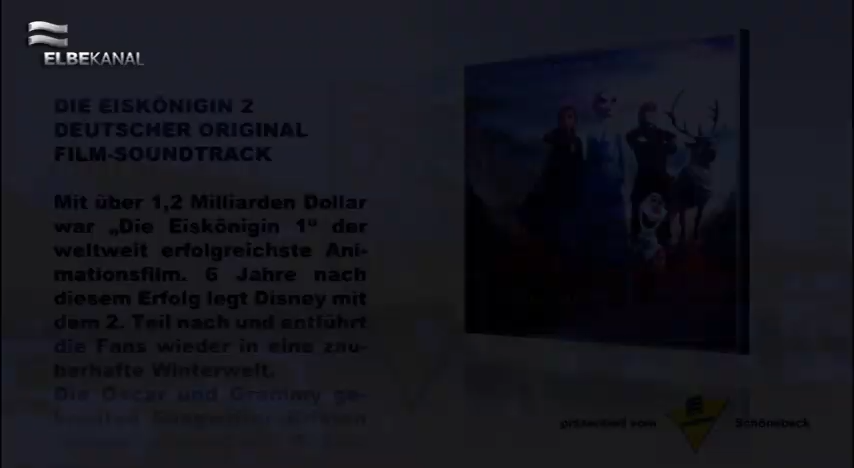 ELBEKANAL
DIE EISKÖNIGIN 2
DEUTSCHER ORIGINAL
FILM-SOUNDTRACK
Mit über 1,2 Milliarden Dollar
war „Die Eiskönigin 1“ der
weltweit erfolgreichste Ani-
mationsfilm. 6 Jahre nach
diesem Erfolg legt Disney mit
dem 2. Teil nach und entführt
die Fans wieder in eine zau-
berhafte Winterwelt.
Die Oscar und Grammy ge-
präsentiert vom Schönebeck